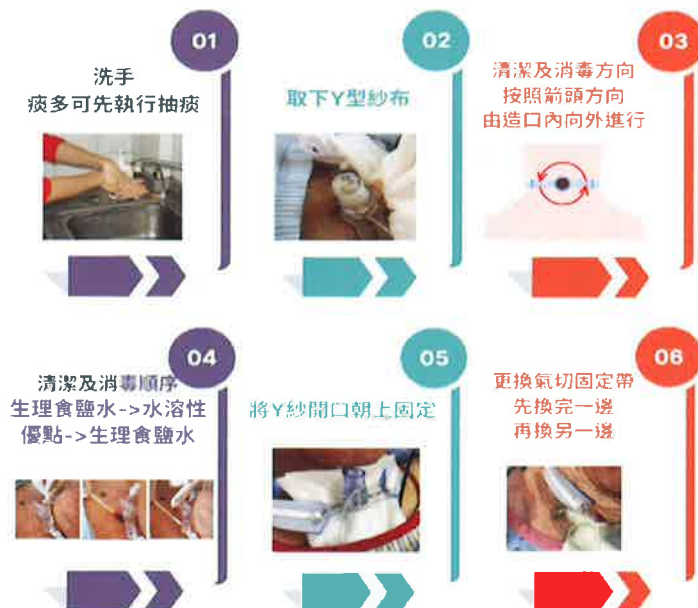 01
洗手
痰多可先執行抽痰
02
取下Y型紗布
03
清潔及消毒方向
按照箭頭方向
由造口內向外進行
04
清潔及消毒順序
生理食鹽水->水溶性
優點->生理食鹽水
05
將Y紗開口朝上固定
06
更換氣切固定帶
先換完一邊
再換另一邊